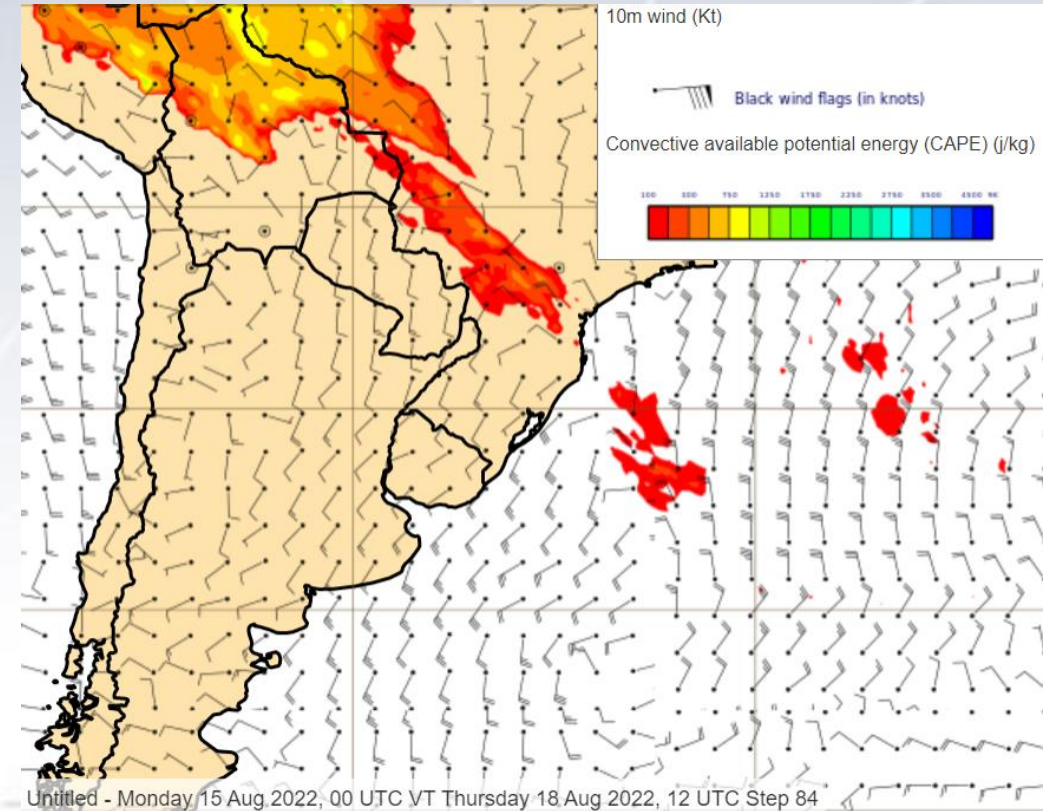 10m wind (Kt)
Black wind flags (in knots)
Convective available potential energy (CAPE) (j/kg)
100 300 750 1250 1750 2250 2750 3500 4500 9K
Untitled - Monday 15 Aug 2022, 00 UTC VT Thursday 18 Aug 2022, 12 UTC Step 84